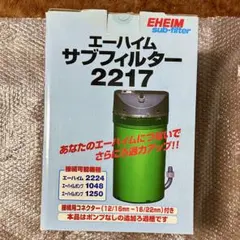 EHEIM
sub-filter
エーハイム
サブフィルター
2217
あなたのエーハイムにつないで
さらにろ過力アップ!!
接続可能機種
エーハイム 2224
エーハイムポンプ 1048
エーハイムポンプ 1250
接続用コネクター(12/16mm→16/22mm)付き
本品はポンプなしの追加ろ過槽です